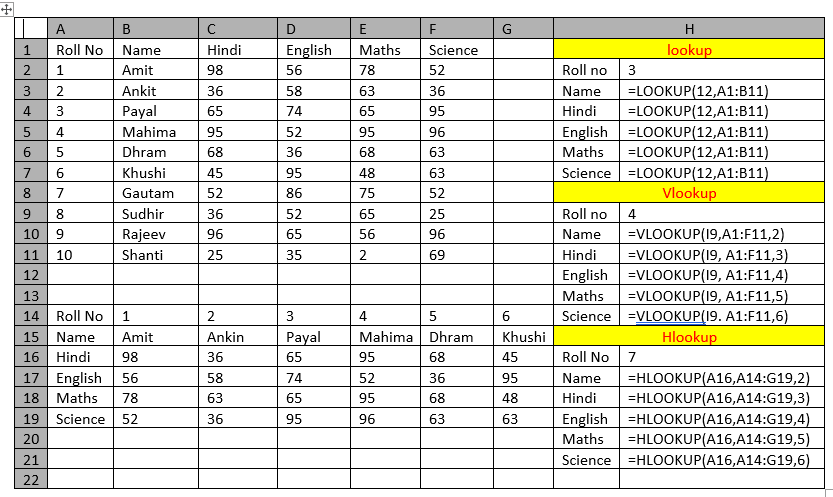 A B C D E F G H
1 Roll No Name Hindi English Maths Science lookup
2 1 Amit 98 56 78 52 Roll no 3
3 2 Ankit 36 58 63 36 Name =LOOKUP(12,A1:B11)
4 3 Payal 65 74 65 95 Hindi =LOOKUP(12,A1:B11)
5 4 Mahima 95 52 95 96 English =LOOKUP(12,A1:B11)
6 5 Dhram 68 36 68 63 Maths =LOOKUP(12,A1:B11)
7 6 Khushi 45 95 48 63 Science =LOOKUP(12,A1:B11)
8 7 Gautam 52 86 75 52 Vlookup
9 8 Sudhir 36 52 65 25 Roll no 4
10 9 Rajeev 96 65 56 96 Name =VLOOKUP(I9,A1:F11,2)
11 10 Shanti 25 35 2 69 Hindi =VLOOKUP(I9, A1:F11,3)
12 English =VLOOKUP(I9, A1:F11,4)
13 Maths =VLOOKUP(I9, A1:F11,5)
14 Roll No 1 2 3 4 5 6 Science =VLOOKUP(I9. A1:F11,6)
15 Name Amit Ankin Payal Mahima Dhram Khushi Hlookup
16 Hindi 98 36 65 95 68 45 Roll No 7
17 English 56 58 74 52 36 95 Name =HLOOKUP(A16,A14:G19,2)
18 Maths 78 63 65 95 68 48 Hindi =HLOOKUP(A16,A14:G19,3)
19 Science 52 36 95 96 63 63 English =HLOOKUP(A16,A14:G19,4)
20 Maths =HLOOKUP(A16,A14:G19,5)
21 Science =HLOOKUP(A16,A14:G19,6)
22